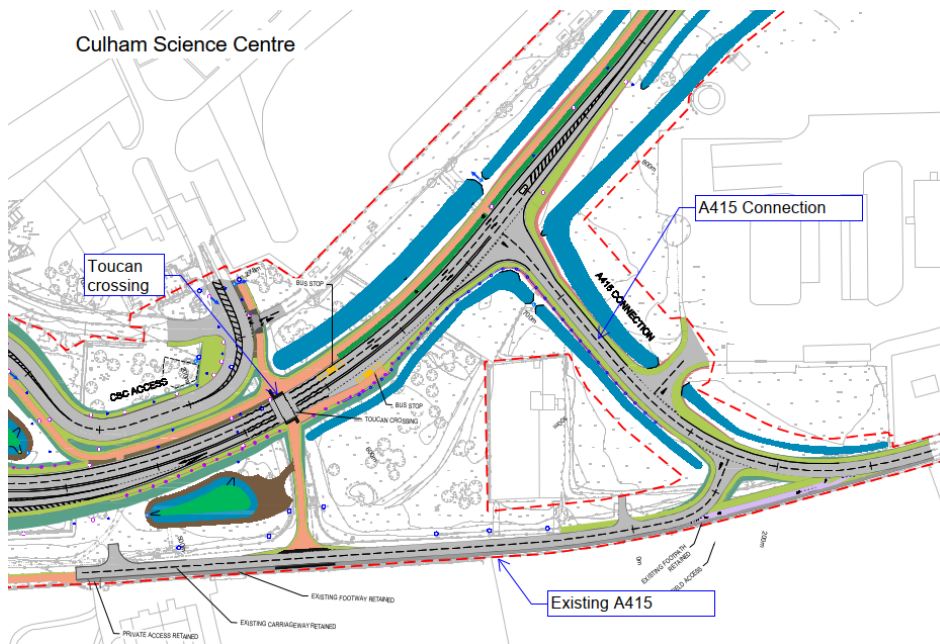 Culham Science Centre
A415 Connection
Toucan
crossing
BUS STOP
A415 CONNECTION
CSC ACCESS
BUS STOP
TOUCAN CROSSING
EXISTING FOOTPATH
RETAINED
Existing A415
EXISTING FOOTWAY RETAINED
EXISTING CARRIAGEWAY RETAINED
PRIVATE ACCESS RETAINED